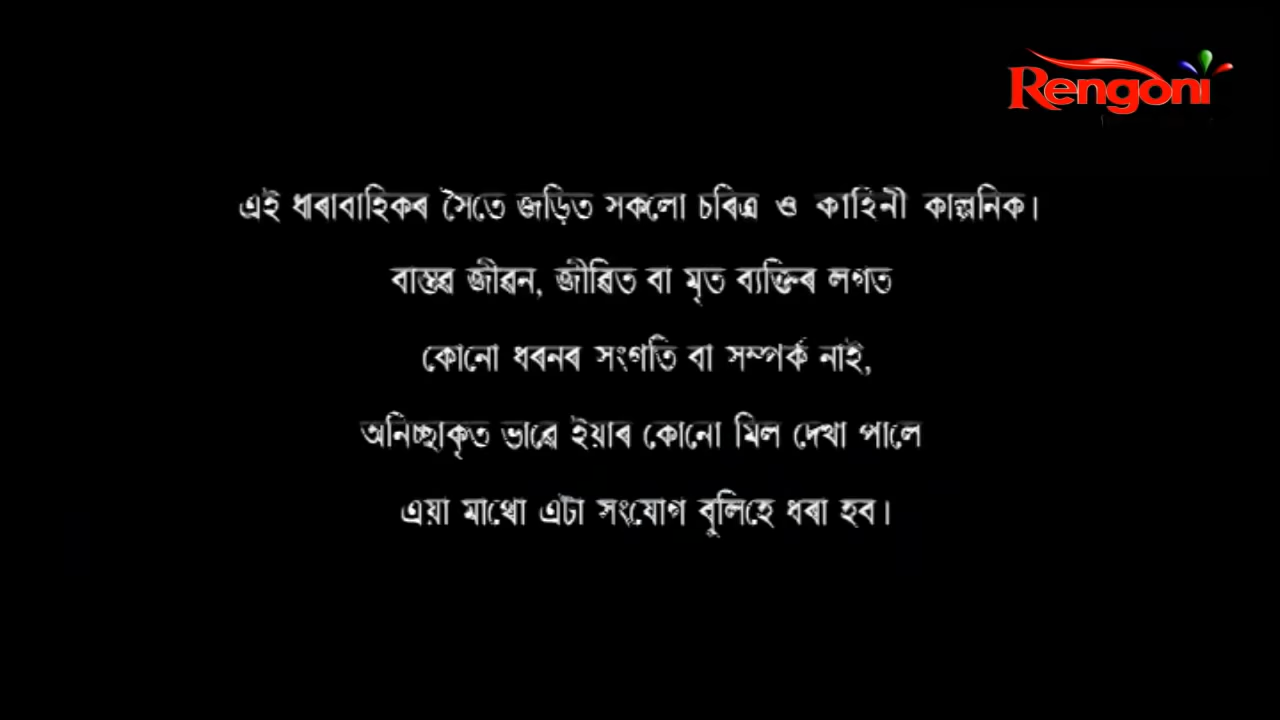 Rengoni
এই ধাৰাবাহিকৰ সৈতে জড়িত সকলো চৰিত্ৰ ও কাহিনী কাল্পনিক।
বাস্তৱ জীৱন, জীৱিত বা মৃত ব্যক্তিৰ লগত
কোনো ধৰনৰ সংগতি বা সম্পৰ্ক নাই,
অনিচ্ছাকৃত ভাৱে ইয়াৰ কোনো মিল দেখা পালে
এয়া মাথো এটা সংযোগ বুলিহে ধৰা হব।